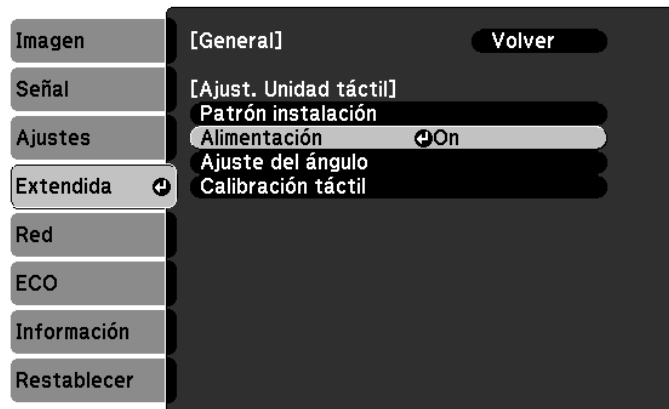 Imagen
Señal
Ajustes
Extendida
Red
ECO
Información
Restablecer
[General] Volver
[Ajust. Unidad táctil]
Patrón instalación
Alimentación On
Ajuste del ángulo
Calibración táctil